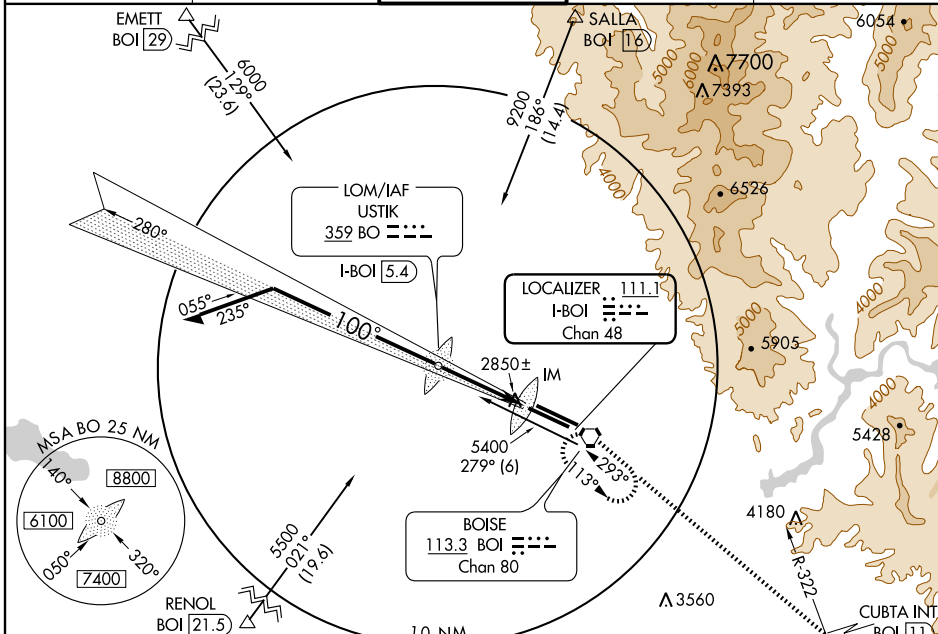 EMETT
BOI 29
6000
129°
(23.6)
SALLA
BOI 16
9200
186°
(14.4)
6054
5000
5000
6000
7700
7393
4000
6526
LOM/IAF
USTIK
359 BO
I-BOI 5.4
280°
055°
235°
100°
LOCALIZER 111.1
I-BOI
Chan 48
2850±
IM
5000
5905
4000
4000
5428
5400
279° (6)
293°
113°
MSA BO 25 NM
140°
8800
6100
050°
320°
7400
BOISE
113.3 BOI
Chan 80
4180
R-322
5500
021°
(19.6)
RENOL
BOI 21.5
3560
10 NM
CUBTA INT
BOI 11